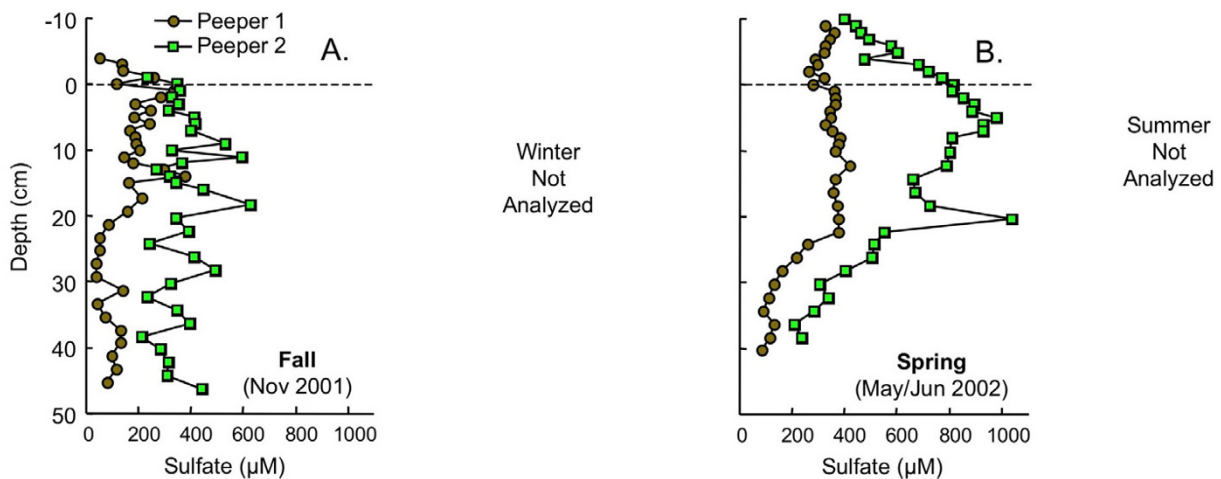 Peeper 1
Peeper 2
A.
-10
0
10
20
30
40
50
Depth (cm)
Fall
(Nov 2001)
0 200 400 600 800 1000
Sulfate (µM)
Winter
Not
Analyzed
B.
Spring
(May/Jun 2002)
0 200 400 600 800 1000
Sulfate (µM)
Summer
Not
Analyzed